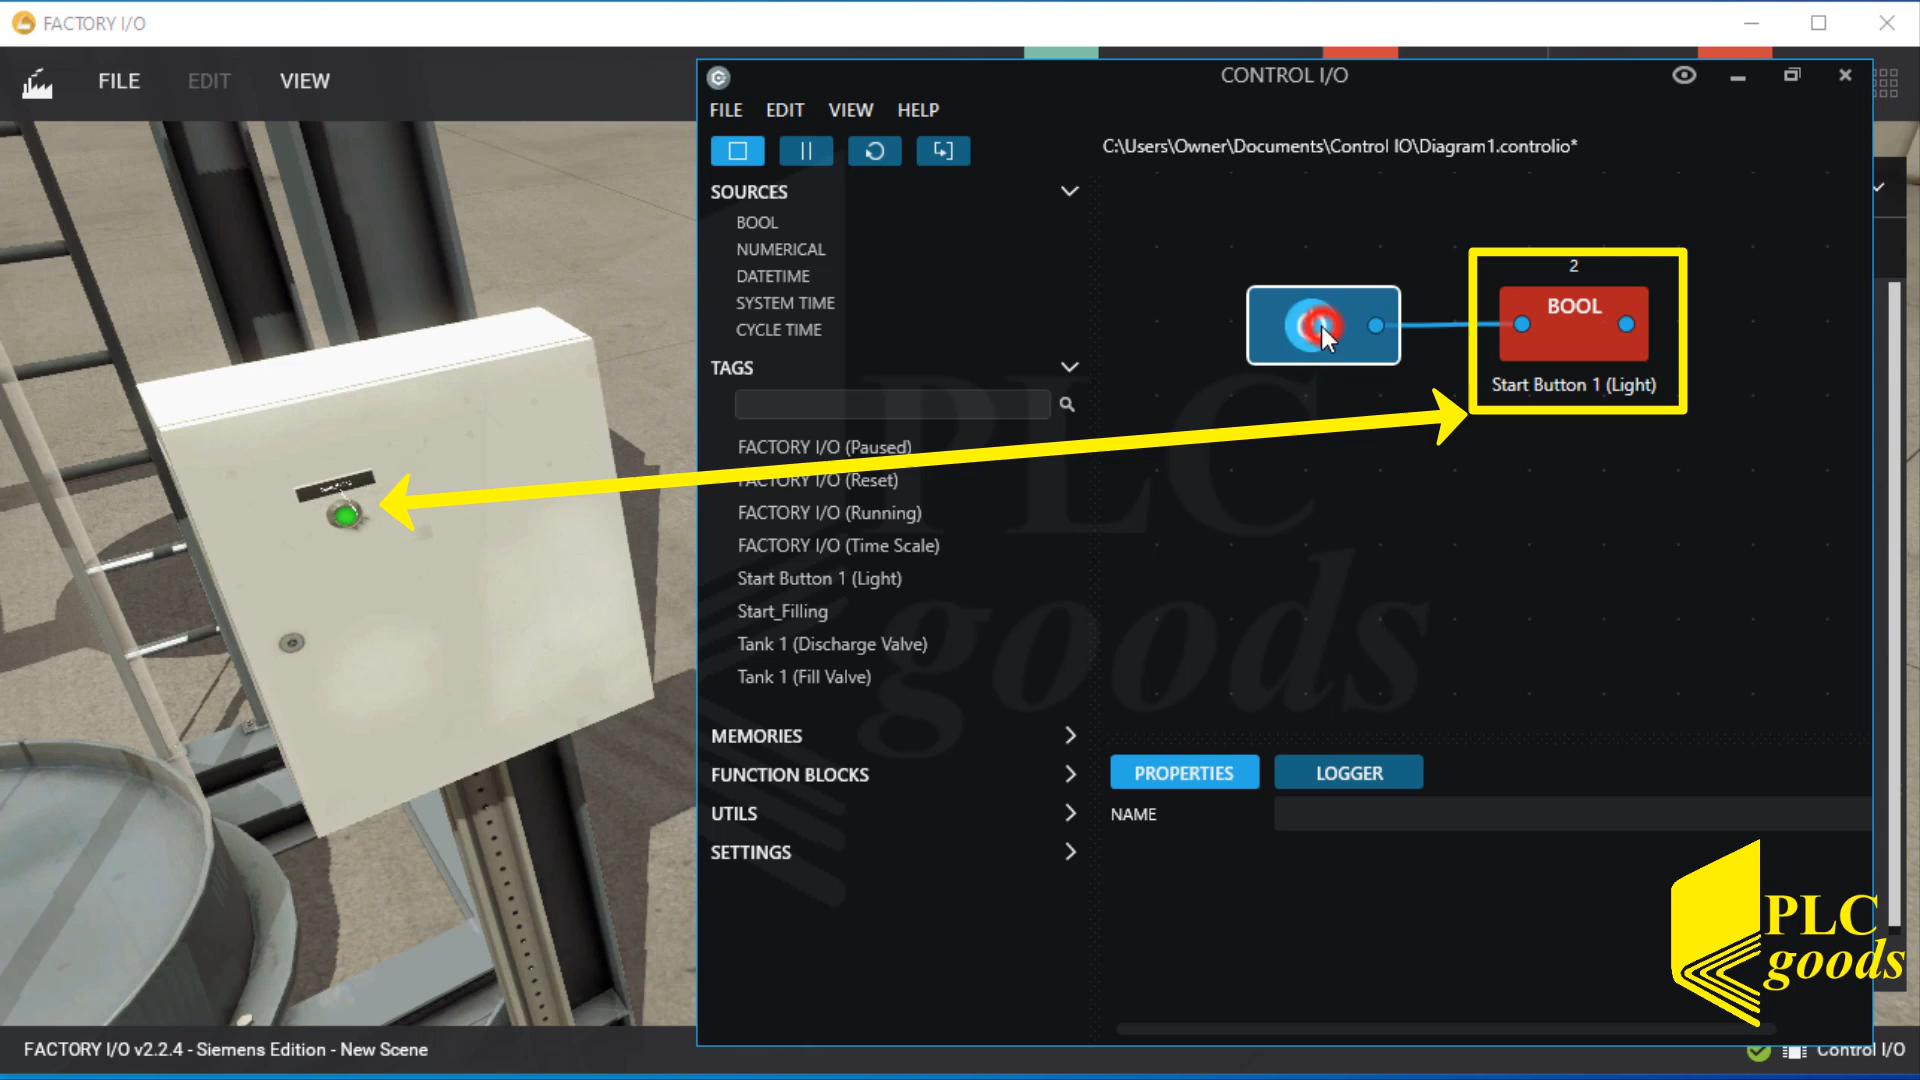 FACTORY I/O
FILE EDIT VIEW
CONTROL I/O
FILE EDIT VIEW HELP
C:\Users\Owner\Documents\Control IO\Diagram1.controlio*
SOURCES
BOOL
NUMERICAL
DATETIME
SYSTEM TIME
CYCLE TIME
TAGS
FACTORY I/O (Paused)
FACTORY I/O (Reset)
FACTORY I/O (Running)
FACTORY I/O (Time Scale)
Start Button 1 (Light)
Start_Filling
Tank 1 (Discharge Valve)
Tank 1 (Fill Valve)
MEMORIES
FUNCTION BLOCKS
UTILS
SETTINGS
2
BOOL
Start Button 1 (Light)
PLC
goods
PROPERTIES LOGGER
NAME
PLC
goods
FACTORY I/O v2.2.4 - Siemens Edition - New Scene
Control I/O